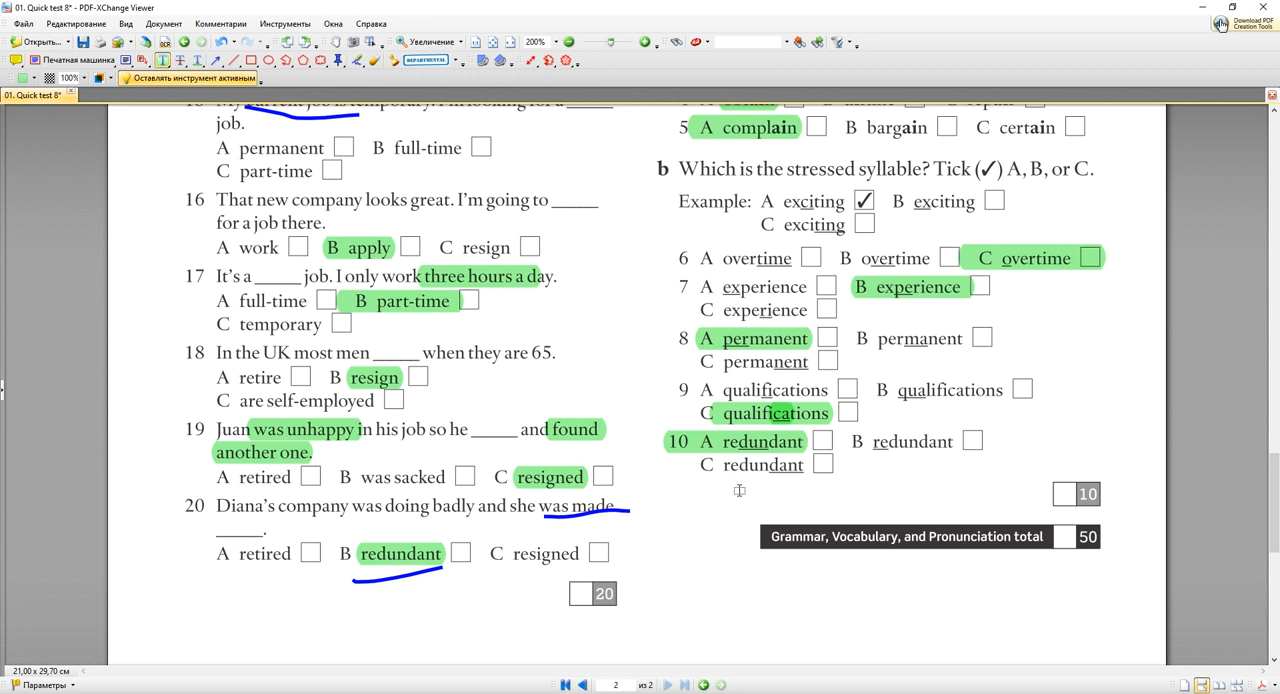 01. Quick test 8* - PDF-XChange Viewer
Файл Редактирование Вид Документ Комментарии Инструменты Окна Справка
Download PDF
Creation Tools
Открыть... OCR Увеличение 200%
Печатная машинка DEPARTMENTAL
100% Оставлять инструмент активным
01. Quick test 8*
job.
A permanent B full-time
C part-time
16 That new company looks great. I'm going to _____
for a job there.
A work B apply C resign
17 It's a _____ job. I only work three hours a day.
A full-time B part-time
C temporary
18 In the UK most men _____ when they are 65.
A retire B resign
C are self-employed
19 Juan was unhappy in his job so he _____ and found
another one.
A retired B was sacked C resigned
20 Diana's company was doing badly and she was made
_____.
A retired B redundant C resigned
20
5 A complain B bargain C certain
b Which is the stressed syllable? Tick (✓) A, B, or C.
Example: A exciting ✓ B exciting
C exciting
6 A overtime B overtime C overtime
7 A experience B experience
C experience
8 A permanent B permanent
C permanent
9 A qualifications B qualifications
C qualifications
10 A redundant B redundant
C redundant
10
Grammar, Vocabulary, and Pronunciation total 50
21,00 x 29,70 см
Параметры 2 из 2